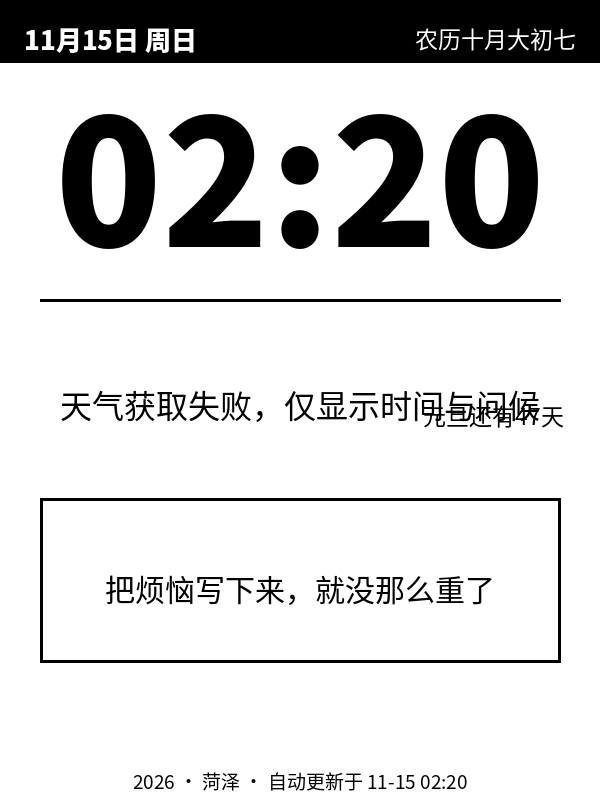 11月15日 周日
农历十月大初七
02:20
天气获取失败，仅显示时间与问候
元旦还有47天
把烦恼写下来，就没那么重了
2026 · 菏泽 · 自动更新于 11-15 02:20